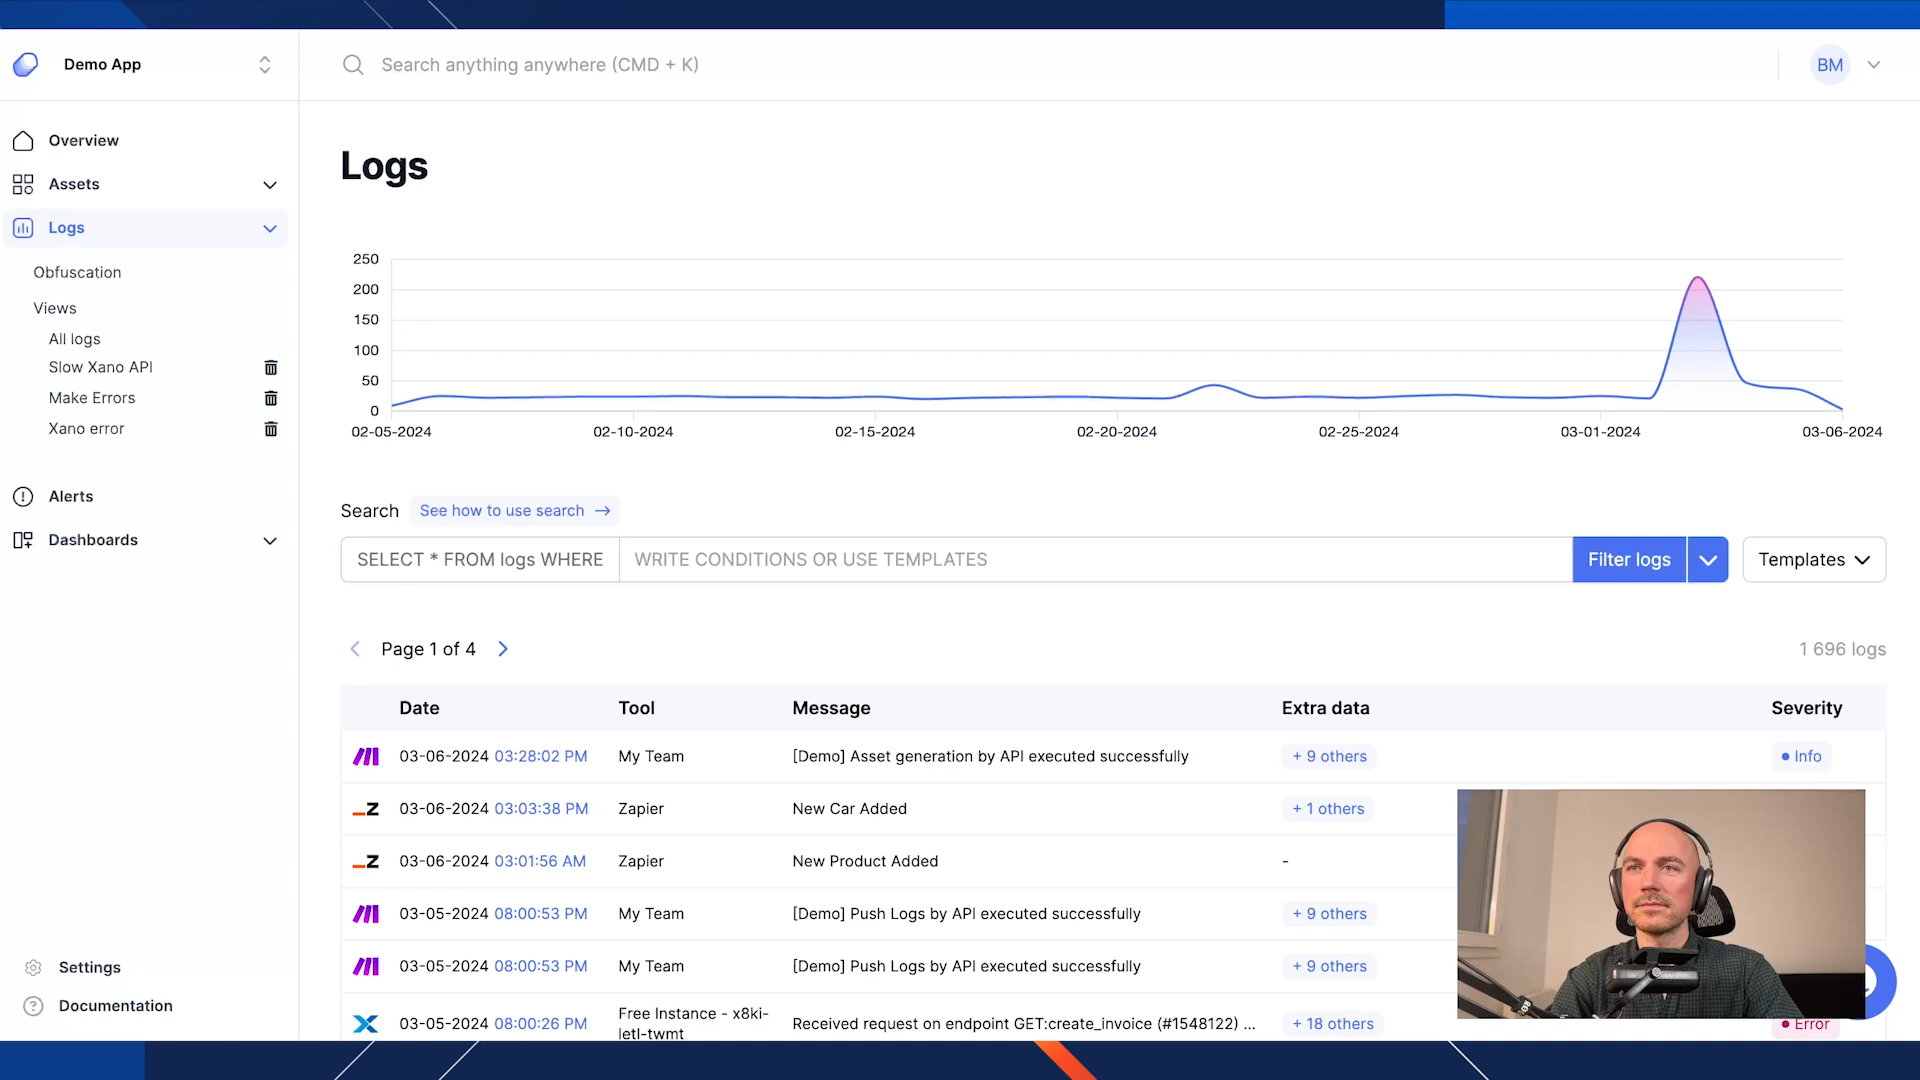 Demo App
Search anything anywhere (CMD + K)
BM
Overview
Assets
Logs
Obfuscation
Views
All logs
Slow Xano API
Make Errors
Xano error
Alerts
Dashboards
Settings
Documentation
Logs
250
200
150
100
50
0
02-05-2024 02-10-2024 02-15-2024 02-20-2024 02-25-2024 03-01-2024 03-06-2024
Search See how to use search →
SELECT * FROM logs WHERE WRITE CONDITIONS OR USE TEMPLATES Filter logs Templates
Page 1 of 4 1 696 logs
Date Tool Message Extra data Severity
03-06-2024 03:28:02 PM My Team [Demo] Asset generation by API executed successfully + 9 others Info
03-06-2024 03:03:38 PM Zapier New Car Added + 1 others
03-06-2024 03:01:56 AM Zapier New Product Added -
03-05-2024 08:00:53 PM My Team [Demo] Push Logs by API executed successfully + 9 others
03-05-2024 08:00:53 PM My Team [Demo] Push Logs by API executed successfully + 9 others
03-05-2024 08:00:26 PM Free Instance - x8ki-letl-twmt Received request on endpoint GET:create_invoice (#1548122) ... + 18 others Error